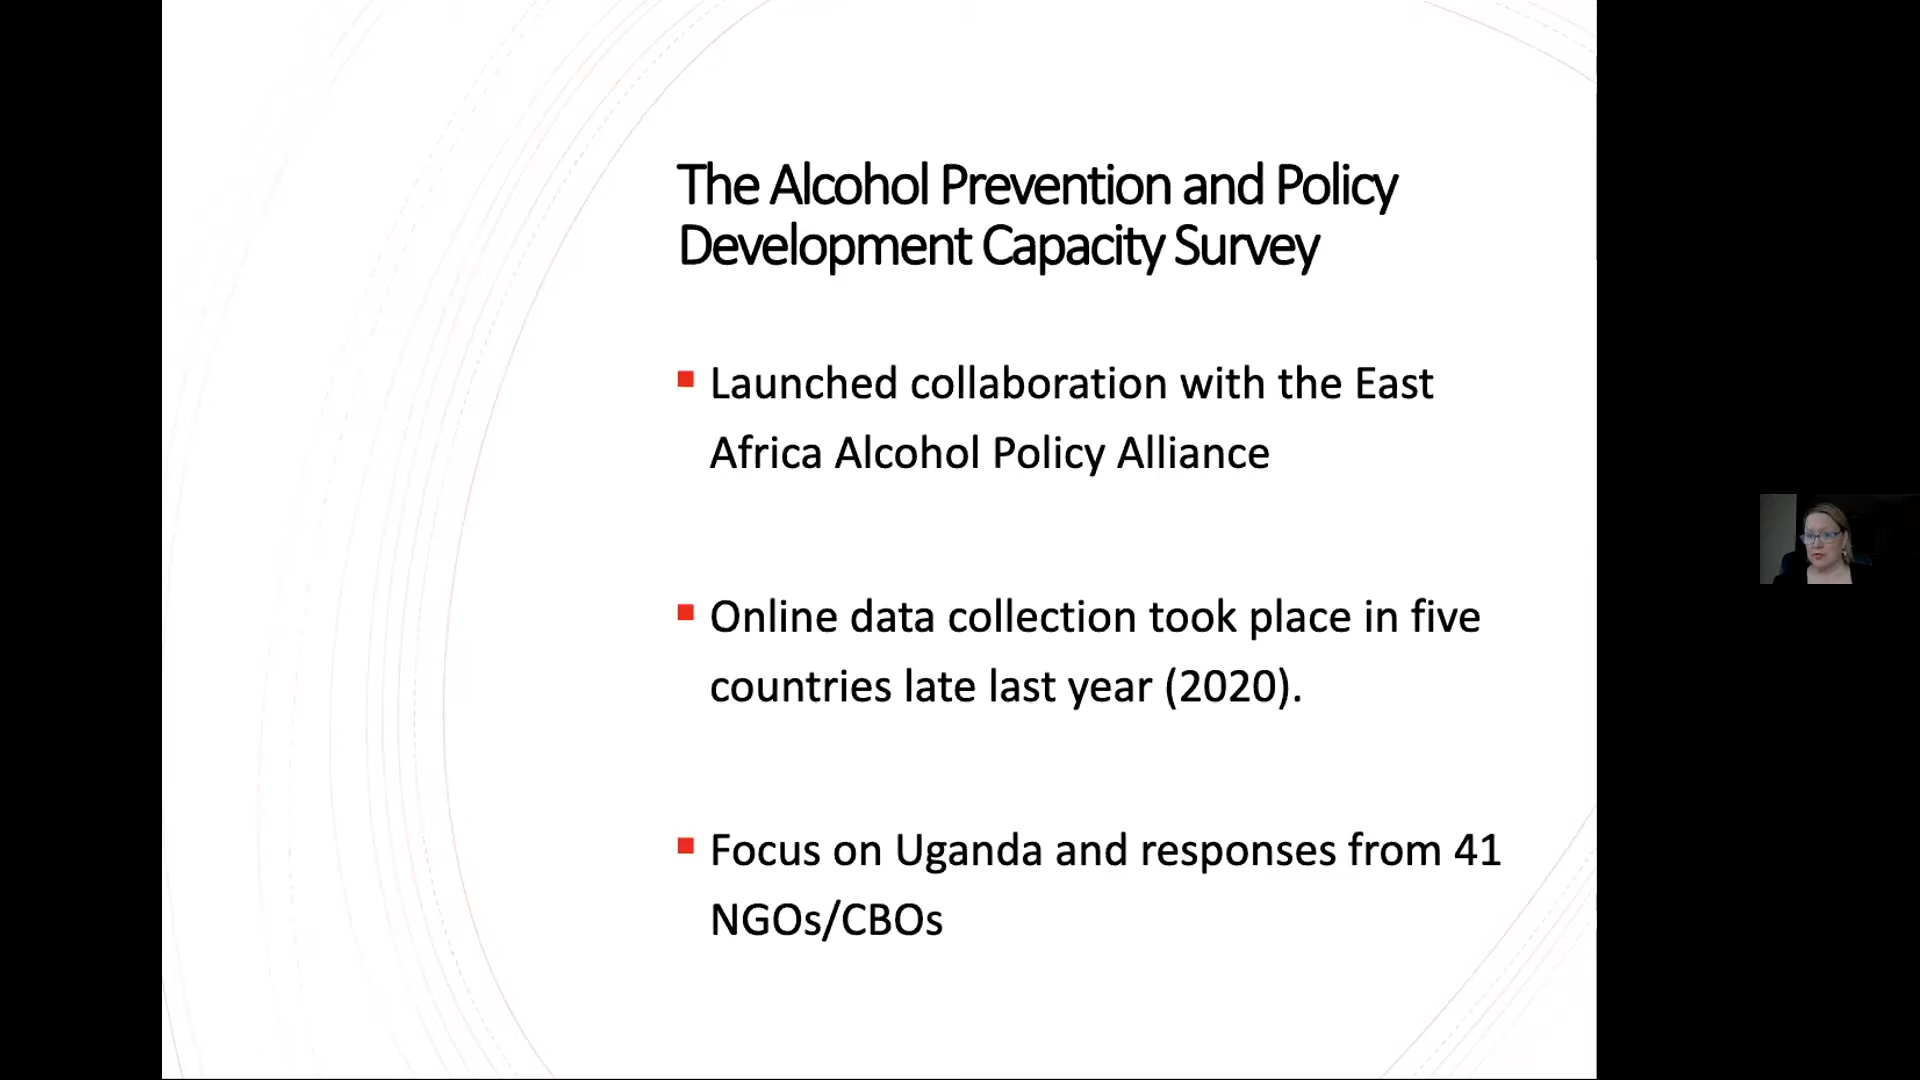 The Alcohol Prevention and Policy
Development Capacity Survey
Launched collaboration with the East
Africa Alcohol Policy Alliance
Online data collection took place in five
countries late last year (2020).
Focus on Uganda and responses from 41
NGOs/CBOs